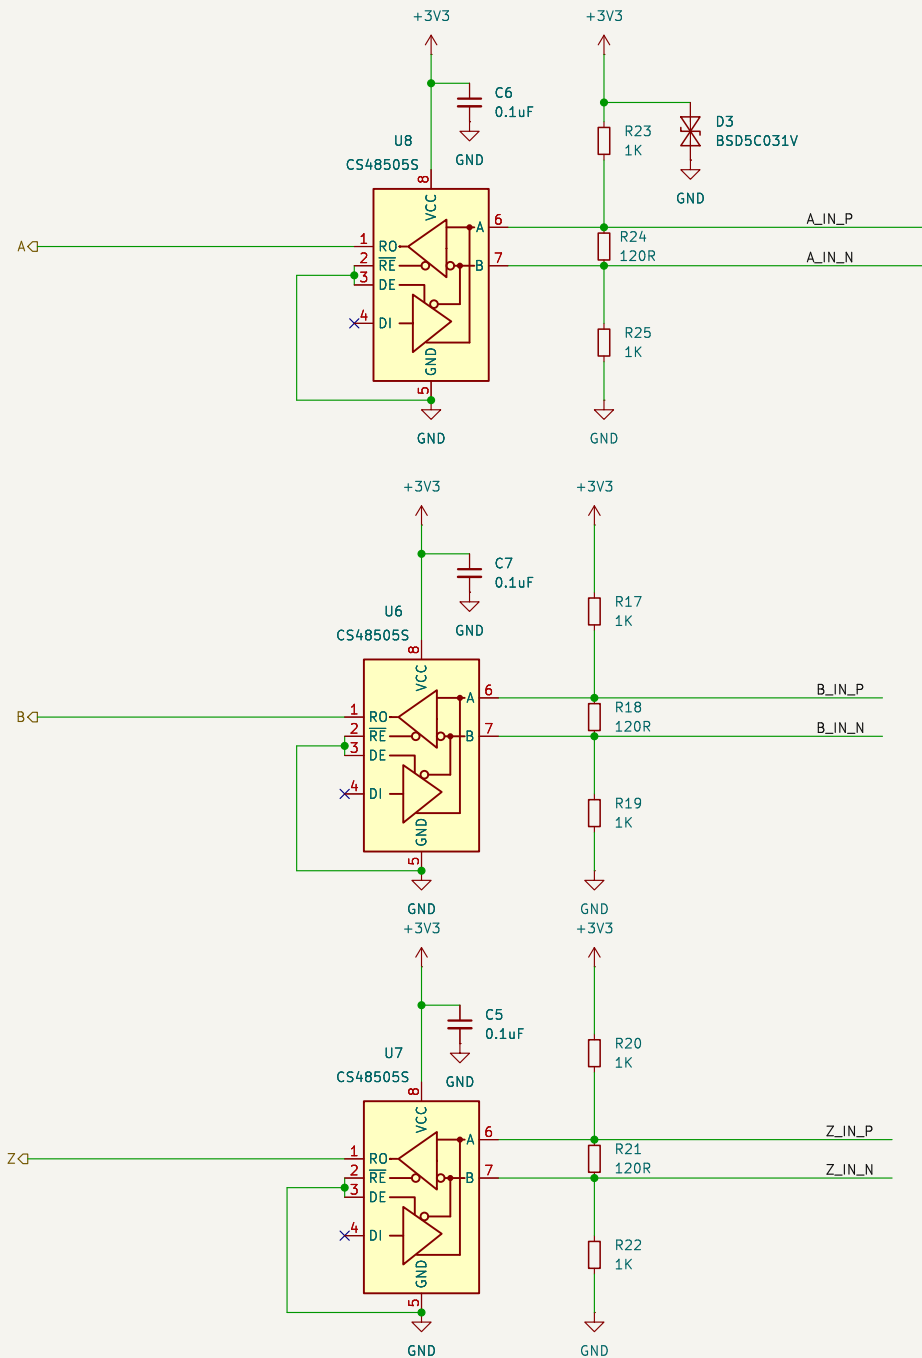 +3V3
+3V3
C6
0.1uF
D3
BSD5C031V
R23
1K
U8
CS48505S
GND
GND
8
VCC
A_IN_P
6
A
A
1
RO
R24
120R
A_IN_N
2
RE
7
B
3
DE
4
DI
R25
1K
GND
5
GND
GND
+3V3
+3V3
C7
0.1uF
R17
1K
U6
CS48505S
GND
8
VCC
B_IN_P
6
A
B
1
RO
R18
120R
B_IN_N
2
RE
7
B
3
DE
4
DI
R19
1K
GND
5
GND
GND
+3V3
+3V3
C5
0.1uF
R20
1K
U7
CS48505S
GND
8
VCC
Z_IN_P
6
A
Z
1
RO
R21
120R
Z_IN_N
2
RE
7
B
3
DE
4
DI
R22
1K
GND
5
GND
GND